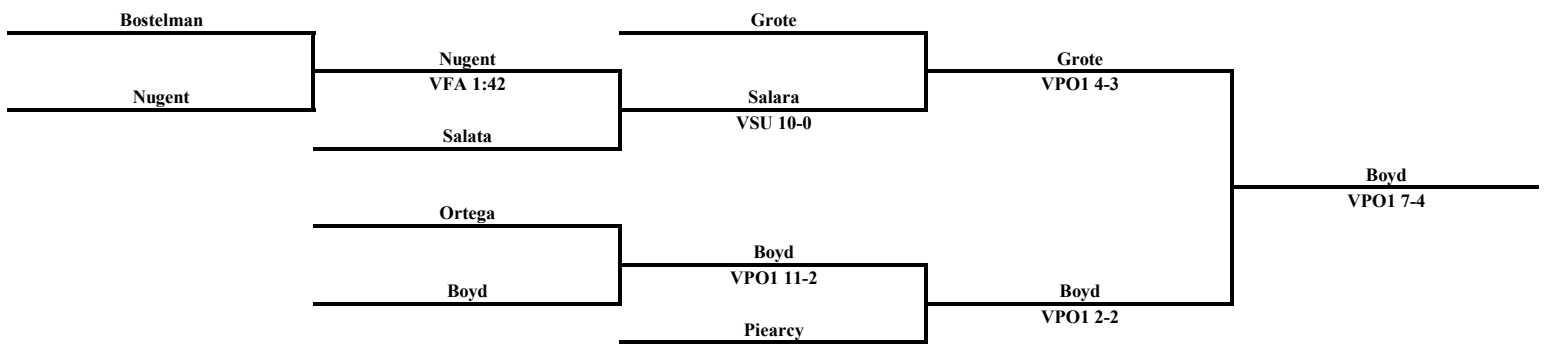 Bostelman
Grote
Nugent
VFA 1:42
Grote
VPO1 4-3
Nugent
Salara
VSU 10-0
Salata
Boyd
VPO1 7-4
Ortega
Boyd
VPO1 11-2
Boyd
Boyd
VPO1 2-2
Piearcy